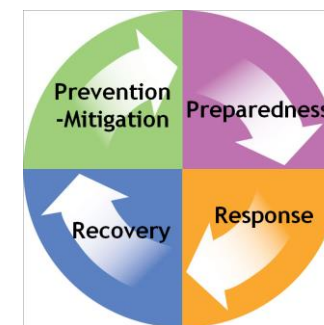 Prevention
-Mitigation
Preparedness
Recovery
Response